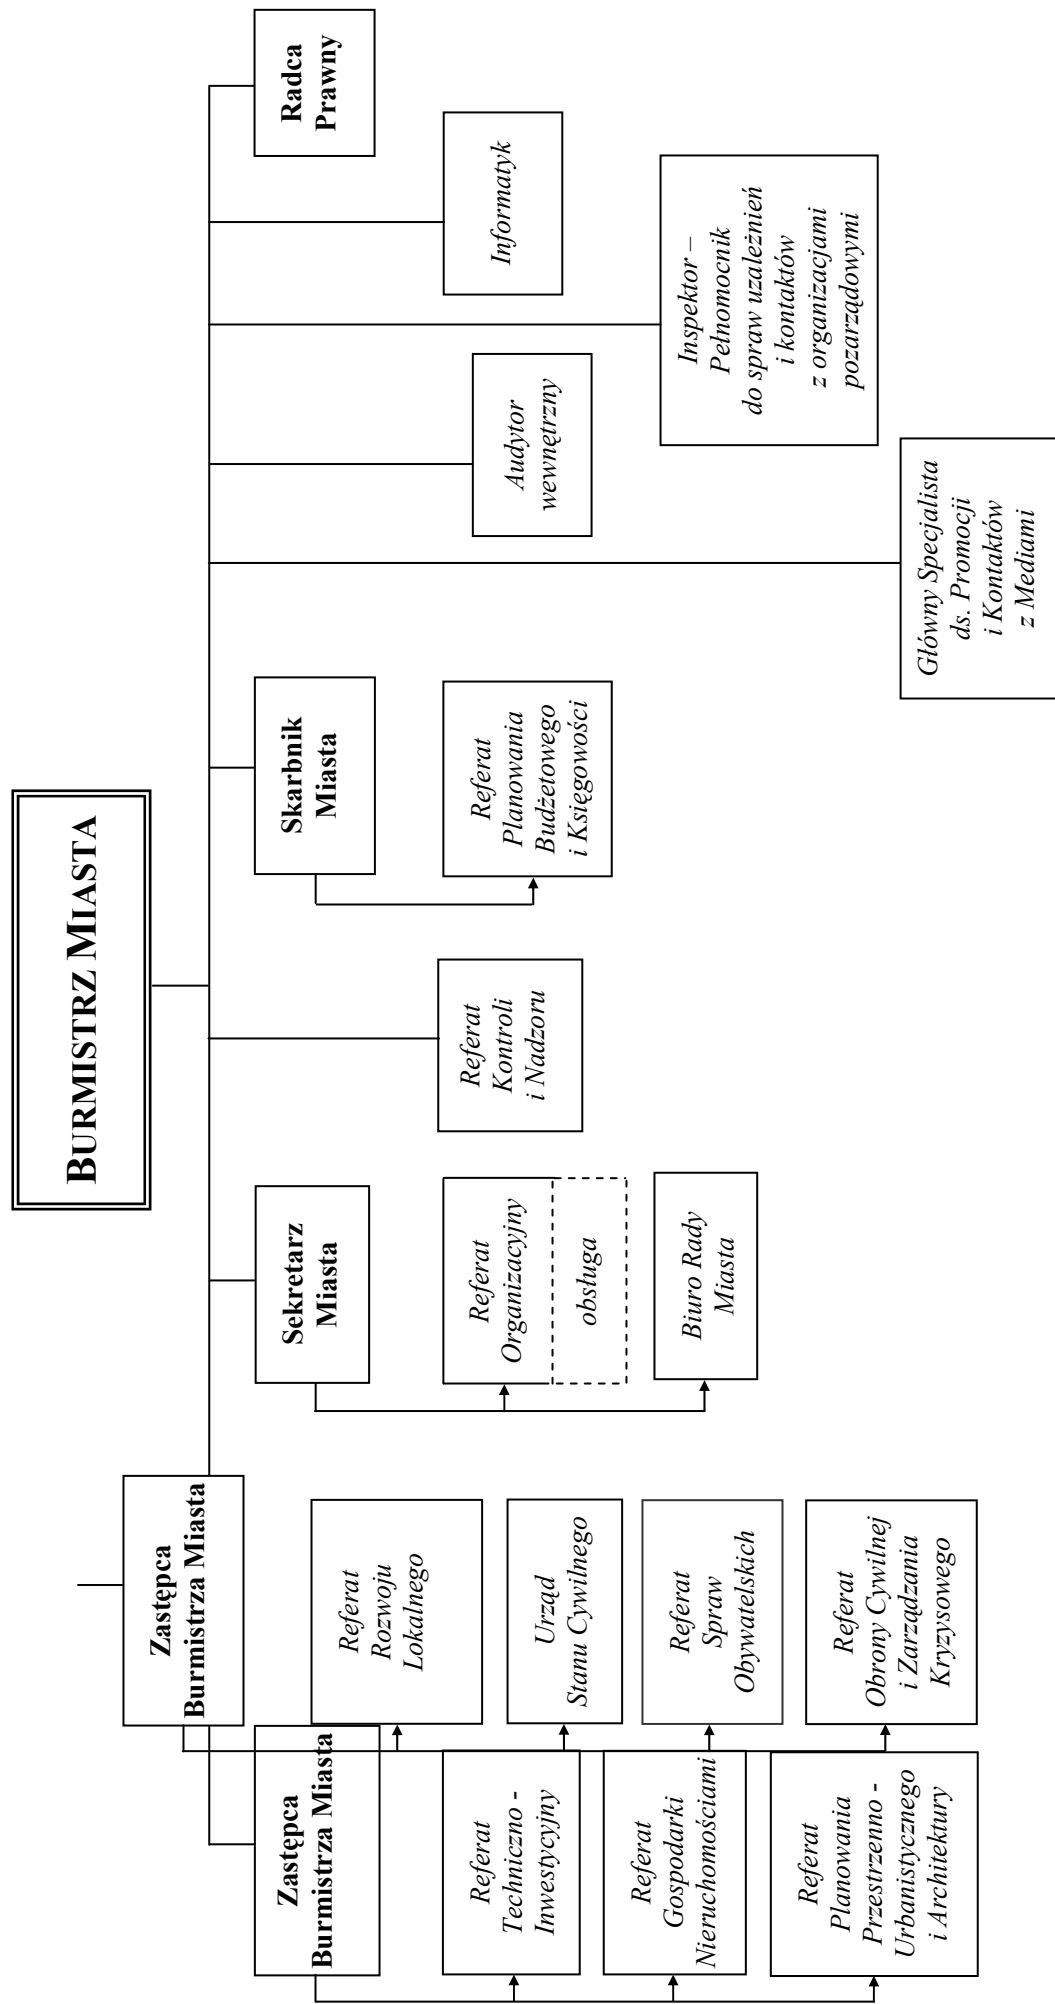 BURMISTRZ MIASTA
Zastępca
Burmistrza Miasta
Zastępca
Burmistrza Miasta
Sekretarz
Miasta
Skarbnik
Miasta
Radca
Prawny
Referat
Rozwoju
Lokalnego
Urząd
Stanu Cywilnego
Referat
Spraw
Obywatelskich
Referat
Obrony Cywilnej
i Zarządzania
Kryzysowego
Referat
Techniczno -
Inwestycyjny
Referat
Gospodarki
Nieruchomościami
Referat
Planowania
Przestrzenno -
Urbanistycznego
i Architektury
Referat
Organizacyjny
obsługa
Biuro Rady
Miasta
Referat
Kontroli
i Nadzoru
Referat
Planowania
Budżetowego
i Księgowości
Główny Specjalista
ds. Promocji
i Kontaktów
z Mediami
Audytor
wewnętrzny
Inspektor –
Pełnomocnik
do spraw uzależnień
i kontaktów
z organizacjami
pozarządowymi
Informatyk